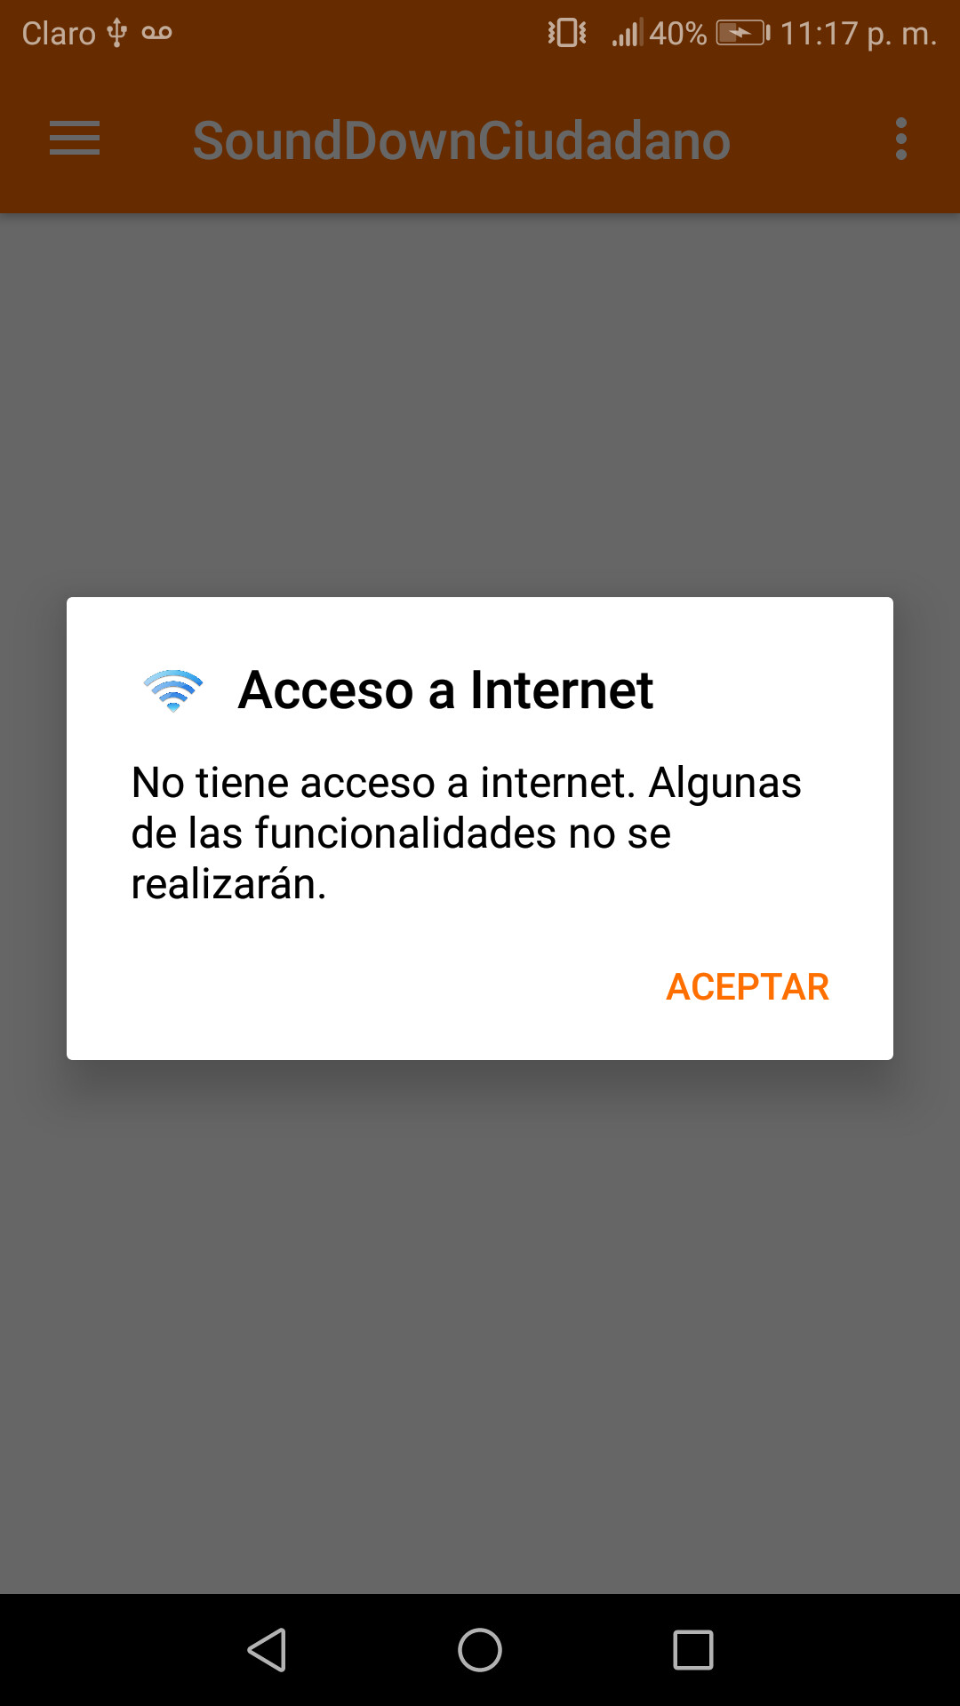 Claro 40% 11:17 p. m.
SoundDownCiudadano
Acceso a Internet
No tiene acceso a internet. Algunas
de las funcionalidades no se
realizarán.
ACEPTAR